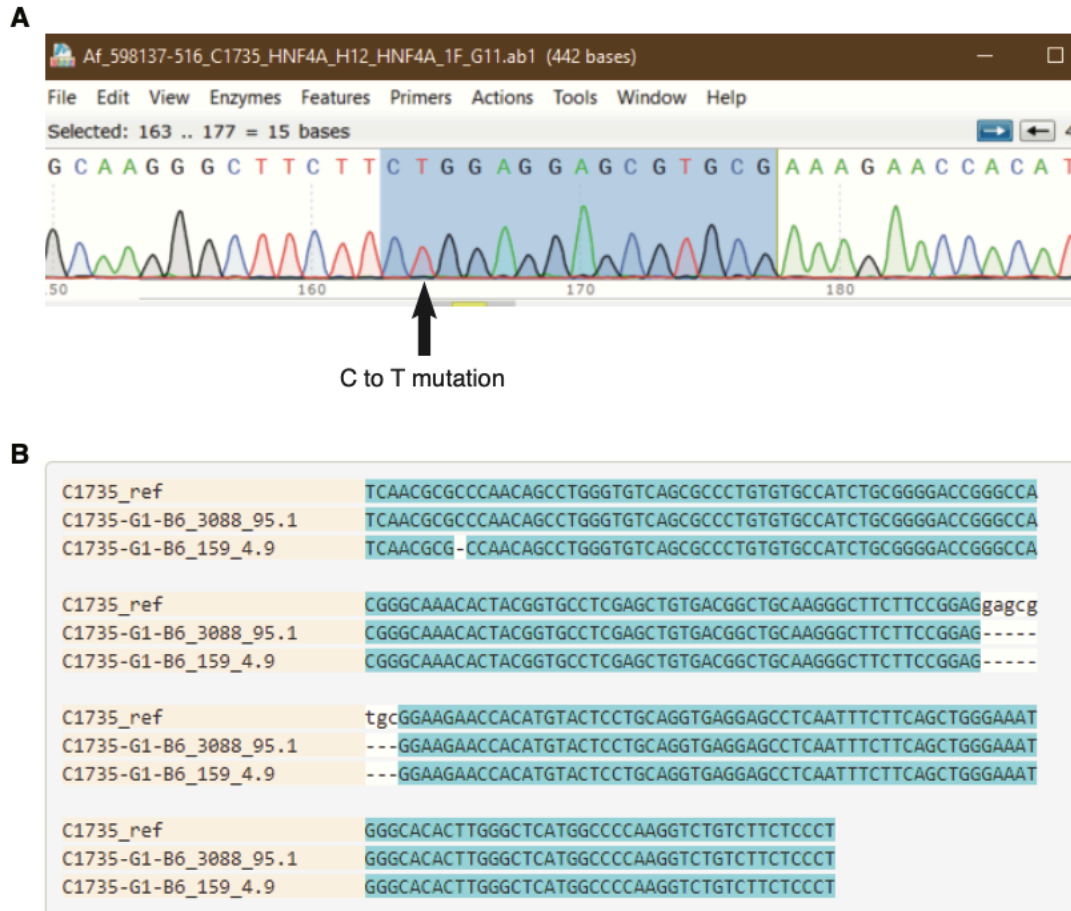 A
Af_598137-516_C1735_HNF4A_H12_HNF4A_1F_G11.ab1 (442 bases)
File Edit View Enzymes Features Primers Actions Tools Window Help
Selected: 163 .. 177 = 15 bases
G C A A G G G C T T C T T C T G G A G G A G C G T G C G A A A G A A C C A C A T
50 160 170 180
C to T mutation
B
C1735_ref TCAACGCGCCCAACAGCCTGGGTGTCAGCGCCCTGTGTGCCATCTGCGGGGACCGGGCCA
C1735-G1-B6_3088_95.1 TCAACGCGCCCAACAGCCTGGGTGTCAGCGCCCTGTGTGCCATCTGCGGGGACCGGGCCA
C1735-G1-B6_159_4.9 TCAACGCG-CCAACAGCCTGGGTGTCAGCGCCCTGTGTGCCATCTGCGGGGACCGGGCCA
C1735_ref CGGGCAAACACTACGGTGCCTCGAGCTGTGACGGCTGCAAGGGCTTCTTCCGGAGgagcg
C1735-G1-B6_3088_95.1 CGGGCAAACACTACGGTGCCTCGAGCTGTGACGGCTGCAAGGGCTTCTTCCGGAG-----
C1735-G1-B6_159_4.9 CGGGCAAACACTACGGTGCCTCGAGCTGTGACGGCTGCAAGGGCTTCTTCCGGAG-----
C1735_ref tgcGGAAGAACCACATGTACTCCTGCAGGTGAGGAGCCTCAATTTCTTCAGCTGGGAAAT
C1735-G1-B6_3088_95.1 ---GGAAGAACCACATGTACTCCTGCAGGTGAGGAGCCTCAATTTCTTCAGCTGGGAAAT
C1735-G1-B6_159_4.9 ---GGAAGAACCACATGTACTCCTGCAGGTGAGGAGCCTCAATTTCTTCAGCTGGGAAAT
C1735_ref GGGCACACTTGGGCTCATGGCCCCAAGGTCTGTCTTCTCCCT
C1735-G1-B6_3088_95.1 GGGCACACTTGGGCTCATGGCCCCAAGGTCTGTCTTCTCCCT
C1735-G1-B6_159_4.9 GGGCACACTTGGGCTCATGGCCCCAAGGTCTGTCTTCTCCCT